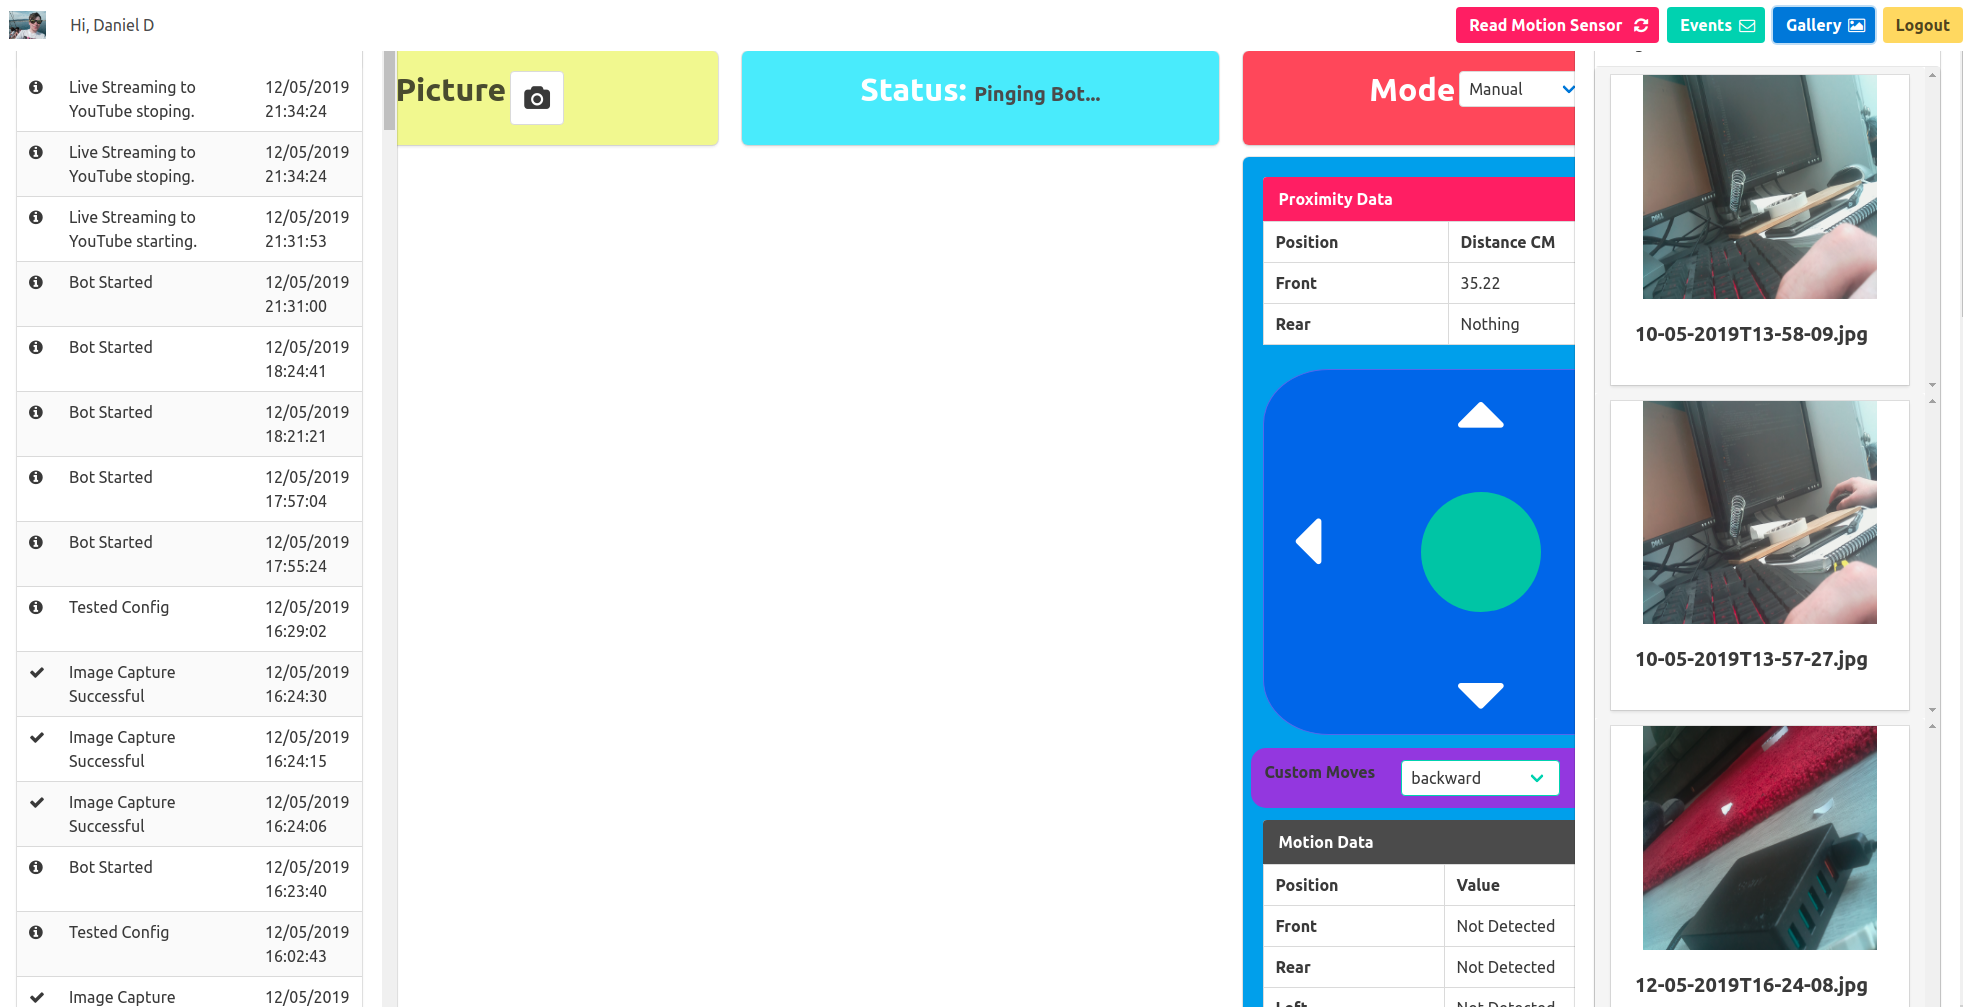 Hi, Daniel D
Read Motion Sensor
Events
Gallery
Logout
Live Streaming to
YouTube stoping.
12/05/2019
21:34:24
Live Streaming to
YouTube stoping.
12/05/2019
21:34:24
Live Streaming to
YouTube starting.
12/05/2019
21:31:53
Bot Started
12/05/2019
21:31:00
Bot Started
12/05/2019
18:24:41
Bot Started
12/05/2019
18:21:21
Bot Started
12/05/2019
17:57:04
Bot Started
12/05/2019
17:55:24
Tested Config
12/05/2019
16:29:02
Image Capture
Successful
12/05/2019
16:24:30
Image Capture
Successful
12/05/2019
16:24:15
Image Capture
Successful
12/05/2019
16:24:06
Bot Started
12/05/2019
16:23:40
Tested Config
12/05/2019
16:02:43
Image Capture
12/05/2019
Picture
Status: Pinging Bot...
Mode
Manual
Proximity Data
Position Distance CM
Front 35.22
Rear Nothing
Custom Moves
backward
Motion Data
Position Value
Front Not Detected
Rear Not Detected
Left Not Detected
10-05-2019T13-58-09.jpg
10-05-2019T13-57-27.jpg
12-05-2019T16-24-08.jpg